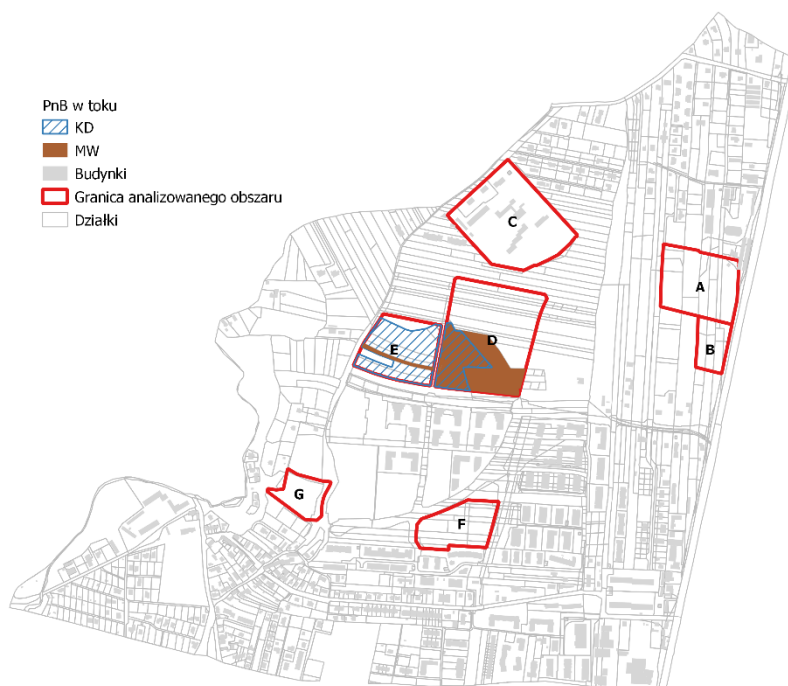 PnB w toku
KD
MW
Budynki
Granica analizowanego obszaru
Działki
C
A
D
E
B
G
F